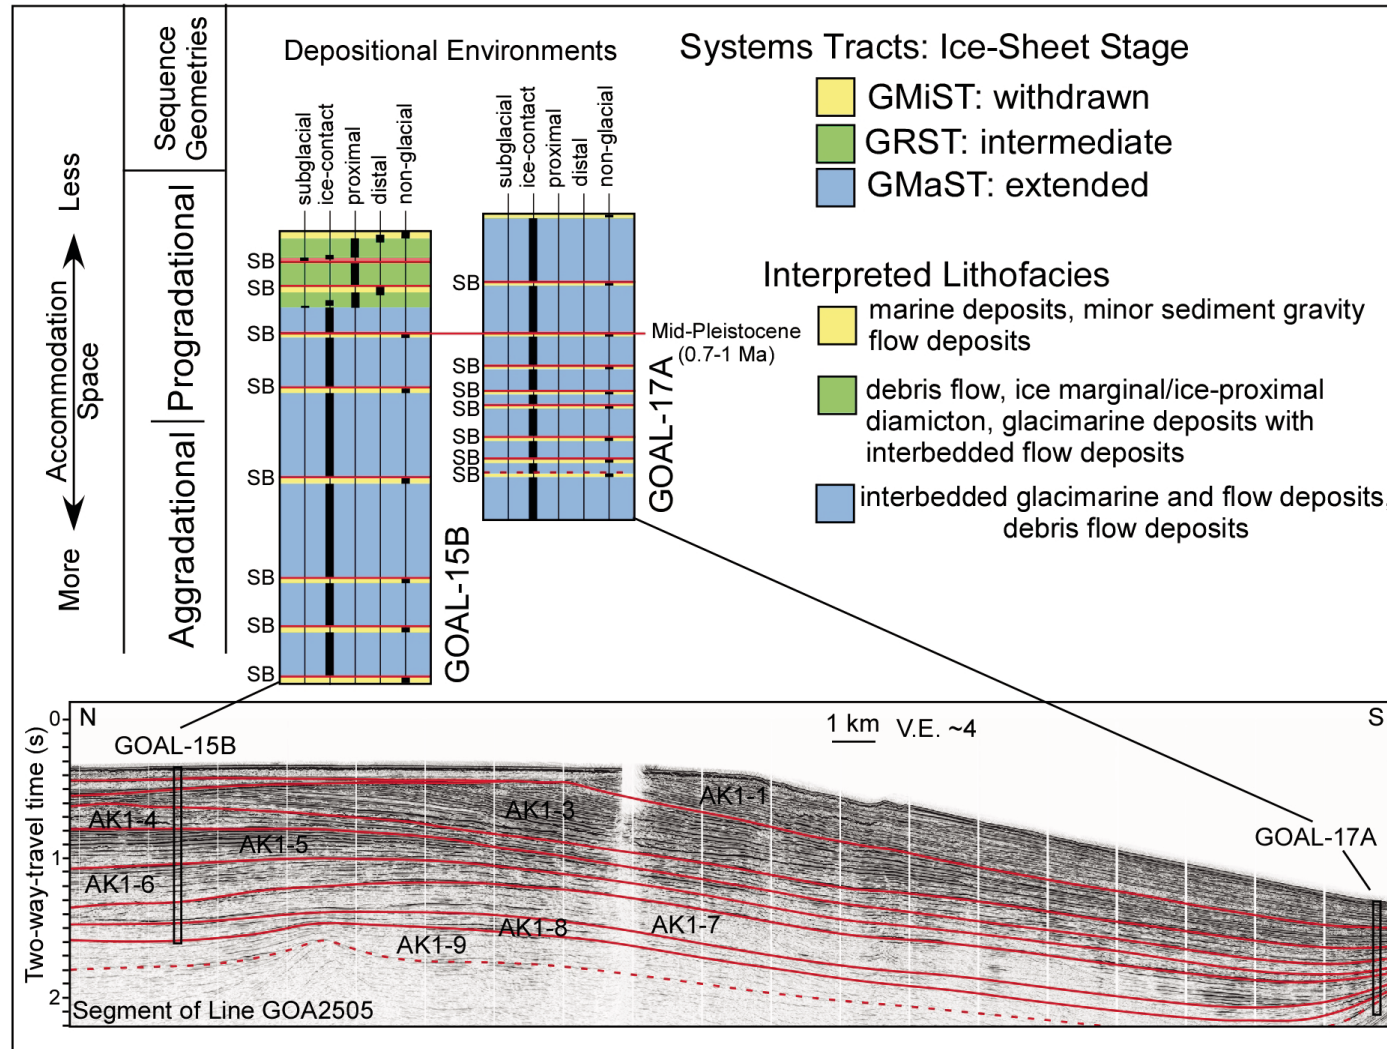 Sequence
Geometries
Less
Accommodation
Space
More
Progradational
Aggradational
Depositional Environments
subglacial
ice-contact
proximal
distal
non-glacial
SB
SB
SB
SB
SB
SB
SB
SB
GOAL-15B
subglacial
ice-contact
proximal
distal
non-glacial
SB
SB
SB
SB
SB
SB
SB
GOAL-17A
Mid-Pleistocene
(0.7-1 Ma)
Systems Tracts: Ice-Sheet Stage
GMiST: withdrawn
GRST: intermediate
GMaST: extended
Interpreted Lithofacies
marine deposits, minor sediment gravity
flow deposits
debris flow, ice marginal/ice-proximal
diamicton, glacimarine deposits with
interbedded flow deposits
interbedded glacimarine and flow deposits,
debris flow deposits
Two-way-travel time (s)
0
1
2
N
S
1 km V.E. ~4
GOAL-15B
GOAL-17A
AK1-1
AK1-3
AK1-4
AK1-5
AK1-6
AK1-7
AK1-8
AK1-9
Segment of Line GOA2505